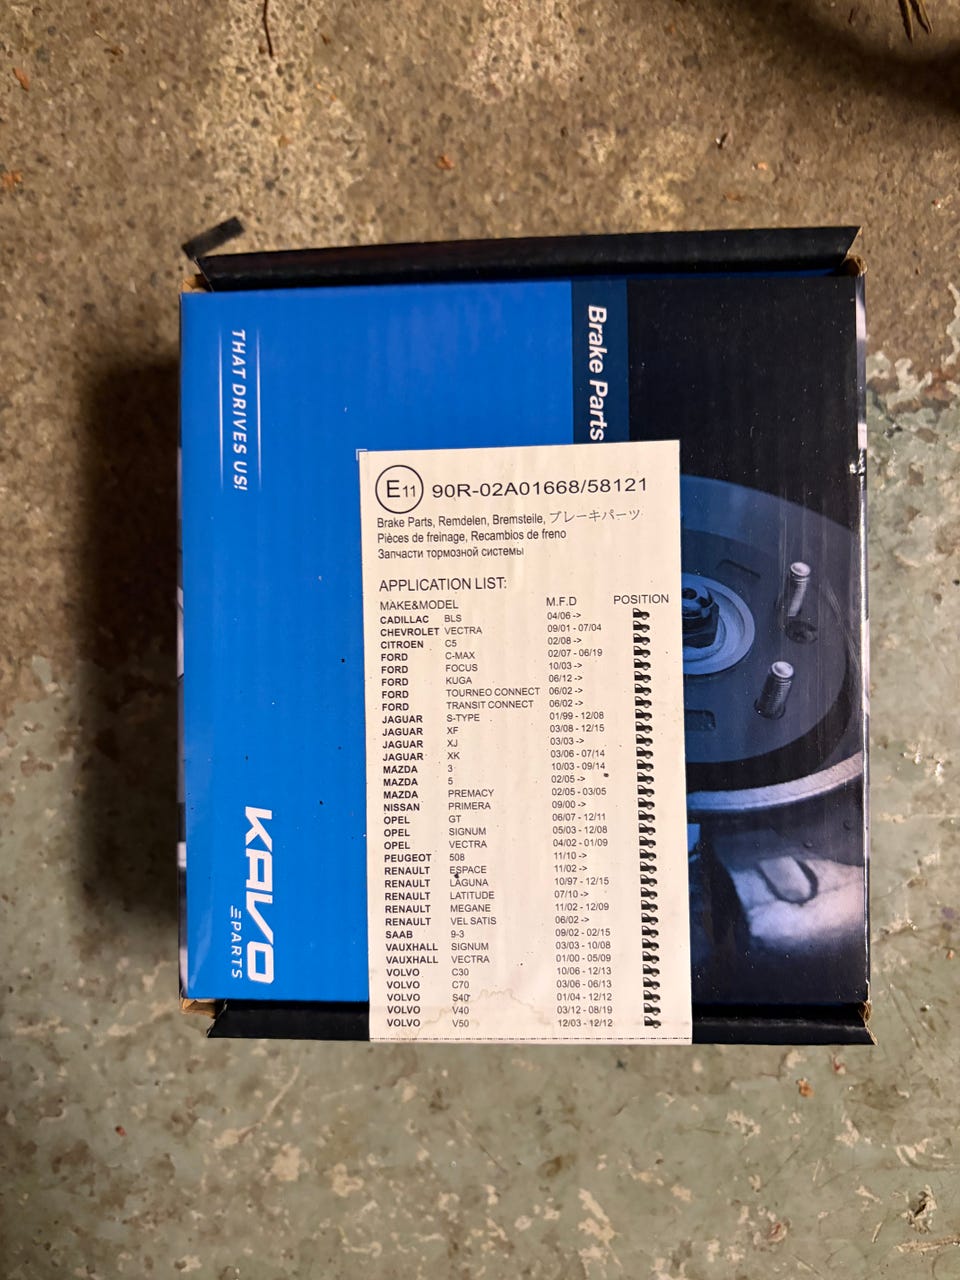 THAT DRIVES US!
Brake Parts
KAVO
PARTS
E11 90R-02A01668/58121
Brake Parts, Remdelen, Bremsteile, ブレーキパーツ
Pièces de freinage, Recambios de freno
Запчасти тормозной системы
APPLICATION LIST:
MAKE&MODEL M.F.D POSITION
CADILLAC BLS 04/06 ->
CHEVROLET VECTRA 09/01 - 07/04
CITROEN C5 02/08 ->
FORD C-MAX 02/07 - 06/19
FORD FOCUS 10/03 ->
FORD KUGA 06/12 ->
FORD TOURNEO CONNECT 06/02 ->
FORD TRANSIT CONNECT 06/02 ->
JAGUAR S-TYPE 01/99 - 12/08
JAGUAR XF 03/08 - 12/15
JAGUAR XJ 03/03 ->
JAGUAR XK 03/06 - 07/14
MAZDA 3 10/03 - 09/14
MAZDA 5 02/05 ->
MAZDA PREMACY 02/05 - 03/05
NISSAN PRIMERA 09/00 ->
OPEL GT 06/07 - 12/11
OPEL SIGNUM 05/03 - 12/08
OPEL VECTRA 04/02 - 01/09
PEUGEOT 508 11/10 ->
RENAULT ESPACE 11/02 ->
RENAULT LAGUNA 10/97 - 12/15
RENAULT LATITUDE 07/10 ->
RENAULT MEGANE 11/02 - 12/09
RENAULT VEL SATIS 06/02 ->
SAAB 9-3 09/02 - 02/15
VAUXHALL SIGNUM 03/03 - 10/08
VAUXHALL VECTRA 01/00 - 05/09
VOLVO C30 10/06 - 12/13
VOLVO C70 03/06 - 06/13
VOLVO S40 01/04 - 12/12
VOLVO V40 03/12 - 08/19
VOLVO V50 12/03 - 12/12